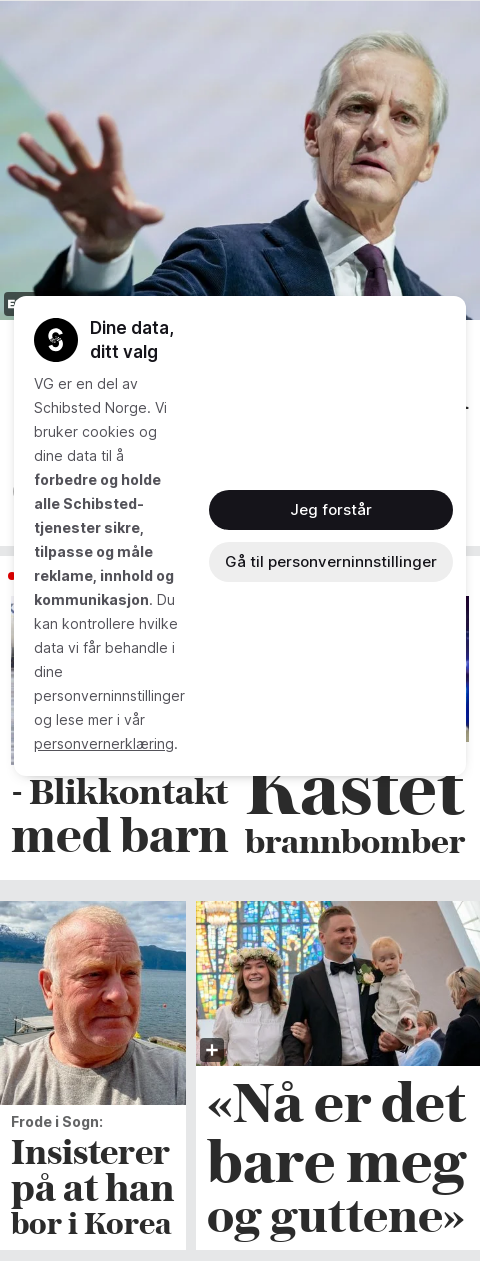 Dine data,
ditt valg
VG er en del av
Schibsted Norge. Vi
bruker cookies og
dine data til å
forbedre og holde
alle Schibsted-
tjenester sikre,
tilpasse og måle
reklame, innhold og
kommunikasjon. Du
kan kontrollere hvilke
data vi får behandle i
dine
personverninnstillinger
og lese mer i vår
personvernerklæring.
Jeg forstår
Gå til personverninnstillinger
- Blikkontakt
med barn
Kastet
brannbomber
Frode i Sogn:
Insisterer
på at han
bor i Korea
«Nå er det
bare meg
og guttene»